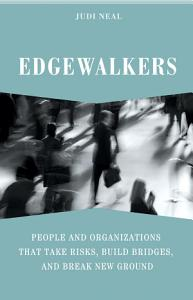 JUDI NEAL
EDGEWALKERS
PEOPLE AND ORGANIZATIONS
THAT TAKE RISKS, BUILD BRIDGES,
AND BREAK NEW GROUND